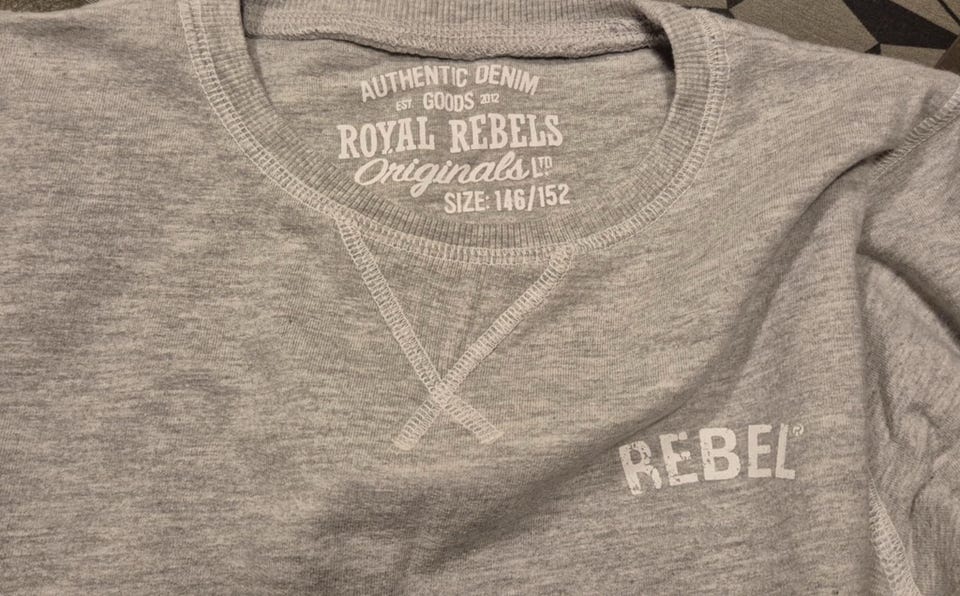 AUTHENTIC DENIM
EST GOODS 2012
ROYAL REBELS
Originals LTD
SIZE: 146/152
REBEL®